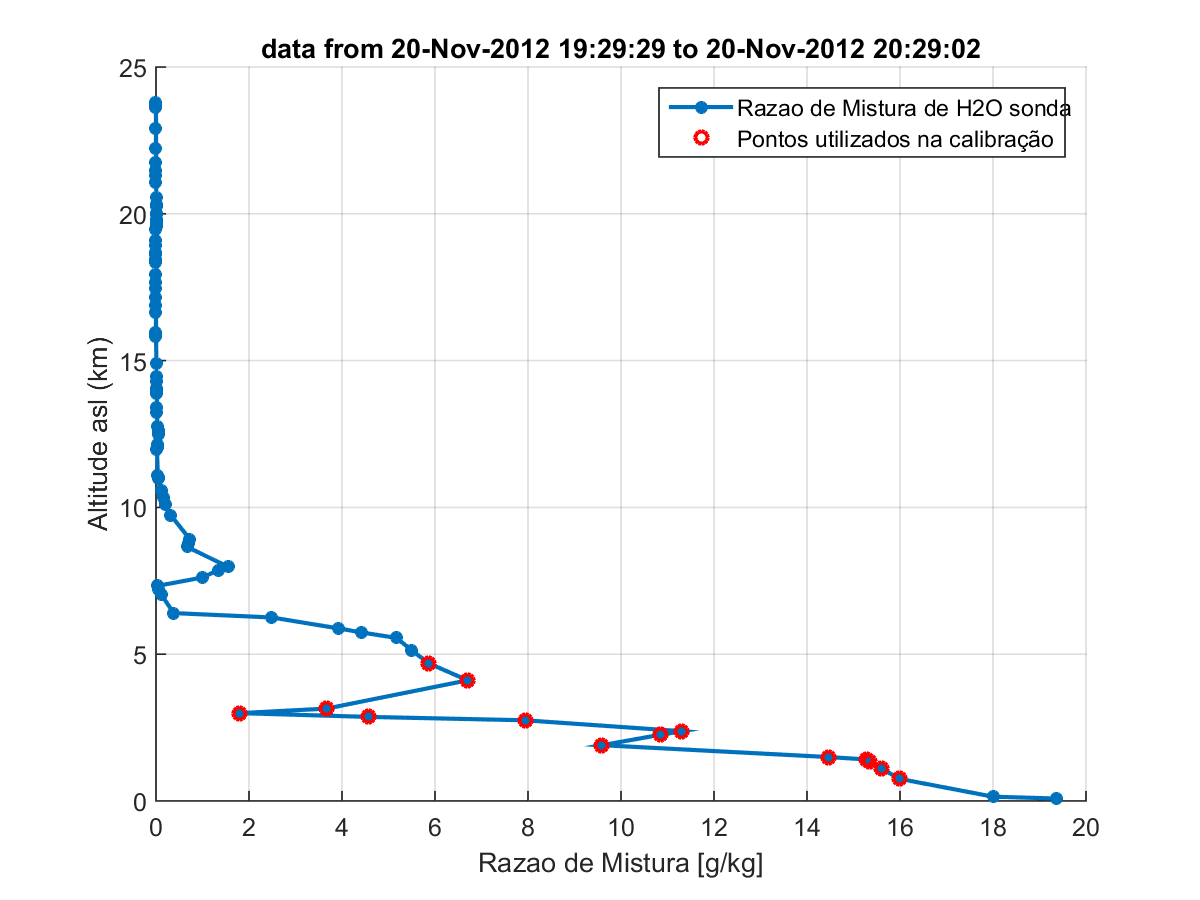 data from 20-Nov-2012 19:29:29 to 20-Nov-2012 20:29:02
Razao de Mistura de H2O sonda
Pontos utilizados na calibração
25
20
15
10
5
0
Altitude asl (km)
0 2 4 6 8 10 12 14 16 18 20
Razao de Mistura [g/kg]